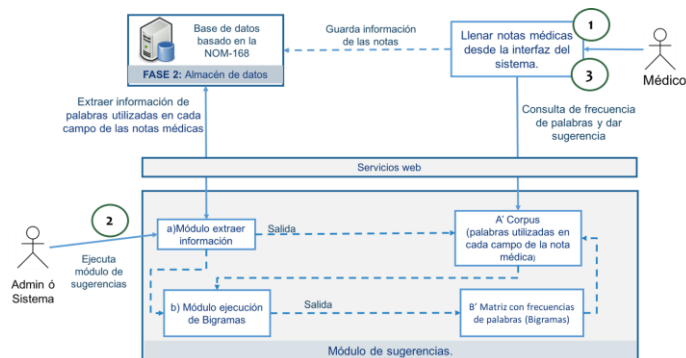 Base de datos
basado en la
NOM-168
FASE 2: Almacén de datos
Guarda información
de las notas
1
Llenar notas médicas
desde la interfaz del
sistema.
3
Médico
Extraer información de
palabras utilizadas en cada
campo de las notas médicas
Consulta de frecuencia
de palabras y dar
sugerencia
Servicios web
2
Admin ó
Sistema
Ejecuta
módulo de
sugerencias
a)Módulo extraer
información
Salida
A' Corpus
(palabras utilizadas en
cada campo de la nota
médica)
b) Módulo ejecución
de Bigramas
Salida
B' Matriz con frecuencias
de palabras (Bigramas)
Módulo de sugerencias.